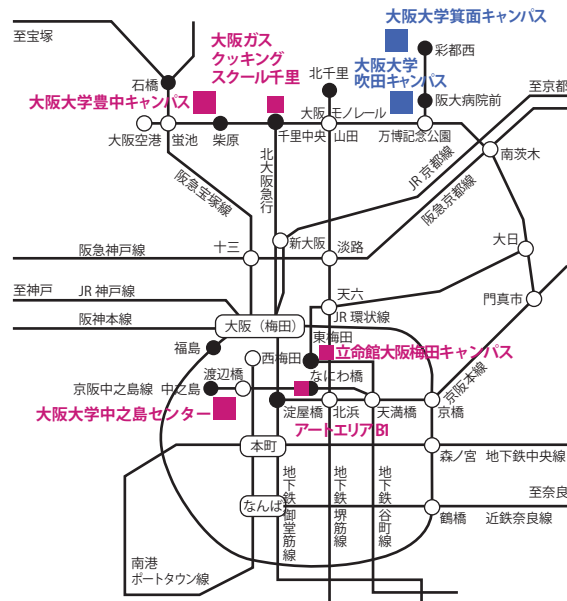 大阪大学箕面キャンパス
至宝塚
大阪ガス
クッキング
スクール千里
彩都西
大阪大学
吹田キャンパス
北千里
石橋
至京都
大阪大学豊中キャンパス
阪大病院前
大阪モノレール
大阪空港
蛍池
柴原
千里中央
山田
万博記念公園
南茨木
北大阪急行
JR京都線
阪急京都線
阪急宝塚線
大日
十三
新大阪
淡路
阪急神戸線
至神戸
JR神戸線
天六
門真市
阪神本線
大阪（梅田）
JR環状線
東梅田
福島
西梅田
立命館大阪梅田キャンパス
渡辺橋
なにわ橋
京阪本線
京阪中之島線
中之島
大阪大学中之島センター
淀屋橋
北浜
天満橋
京橋
アートエリアB1
本町
森ノ宮
地下鉄中央線
地下鉄御堂筋線
地下鉄堺筋線
地下鉄谷町線
至奈良
なんば
鶴橋
近鉄奈良線
南港
ポートタウン線